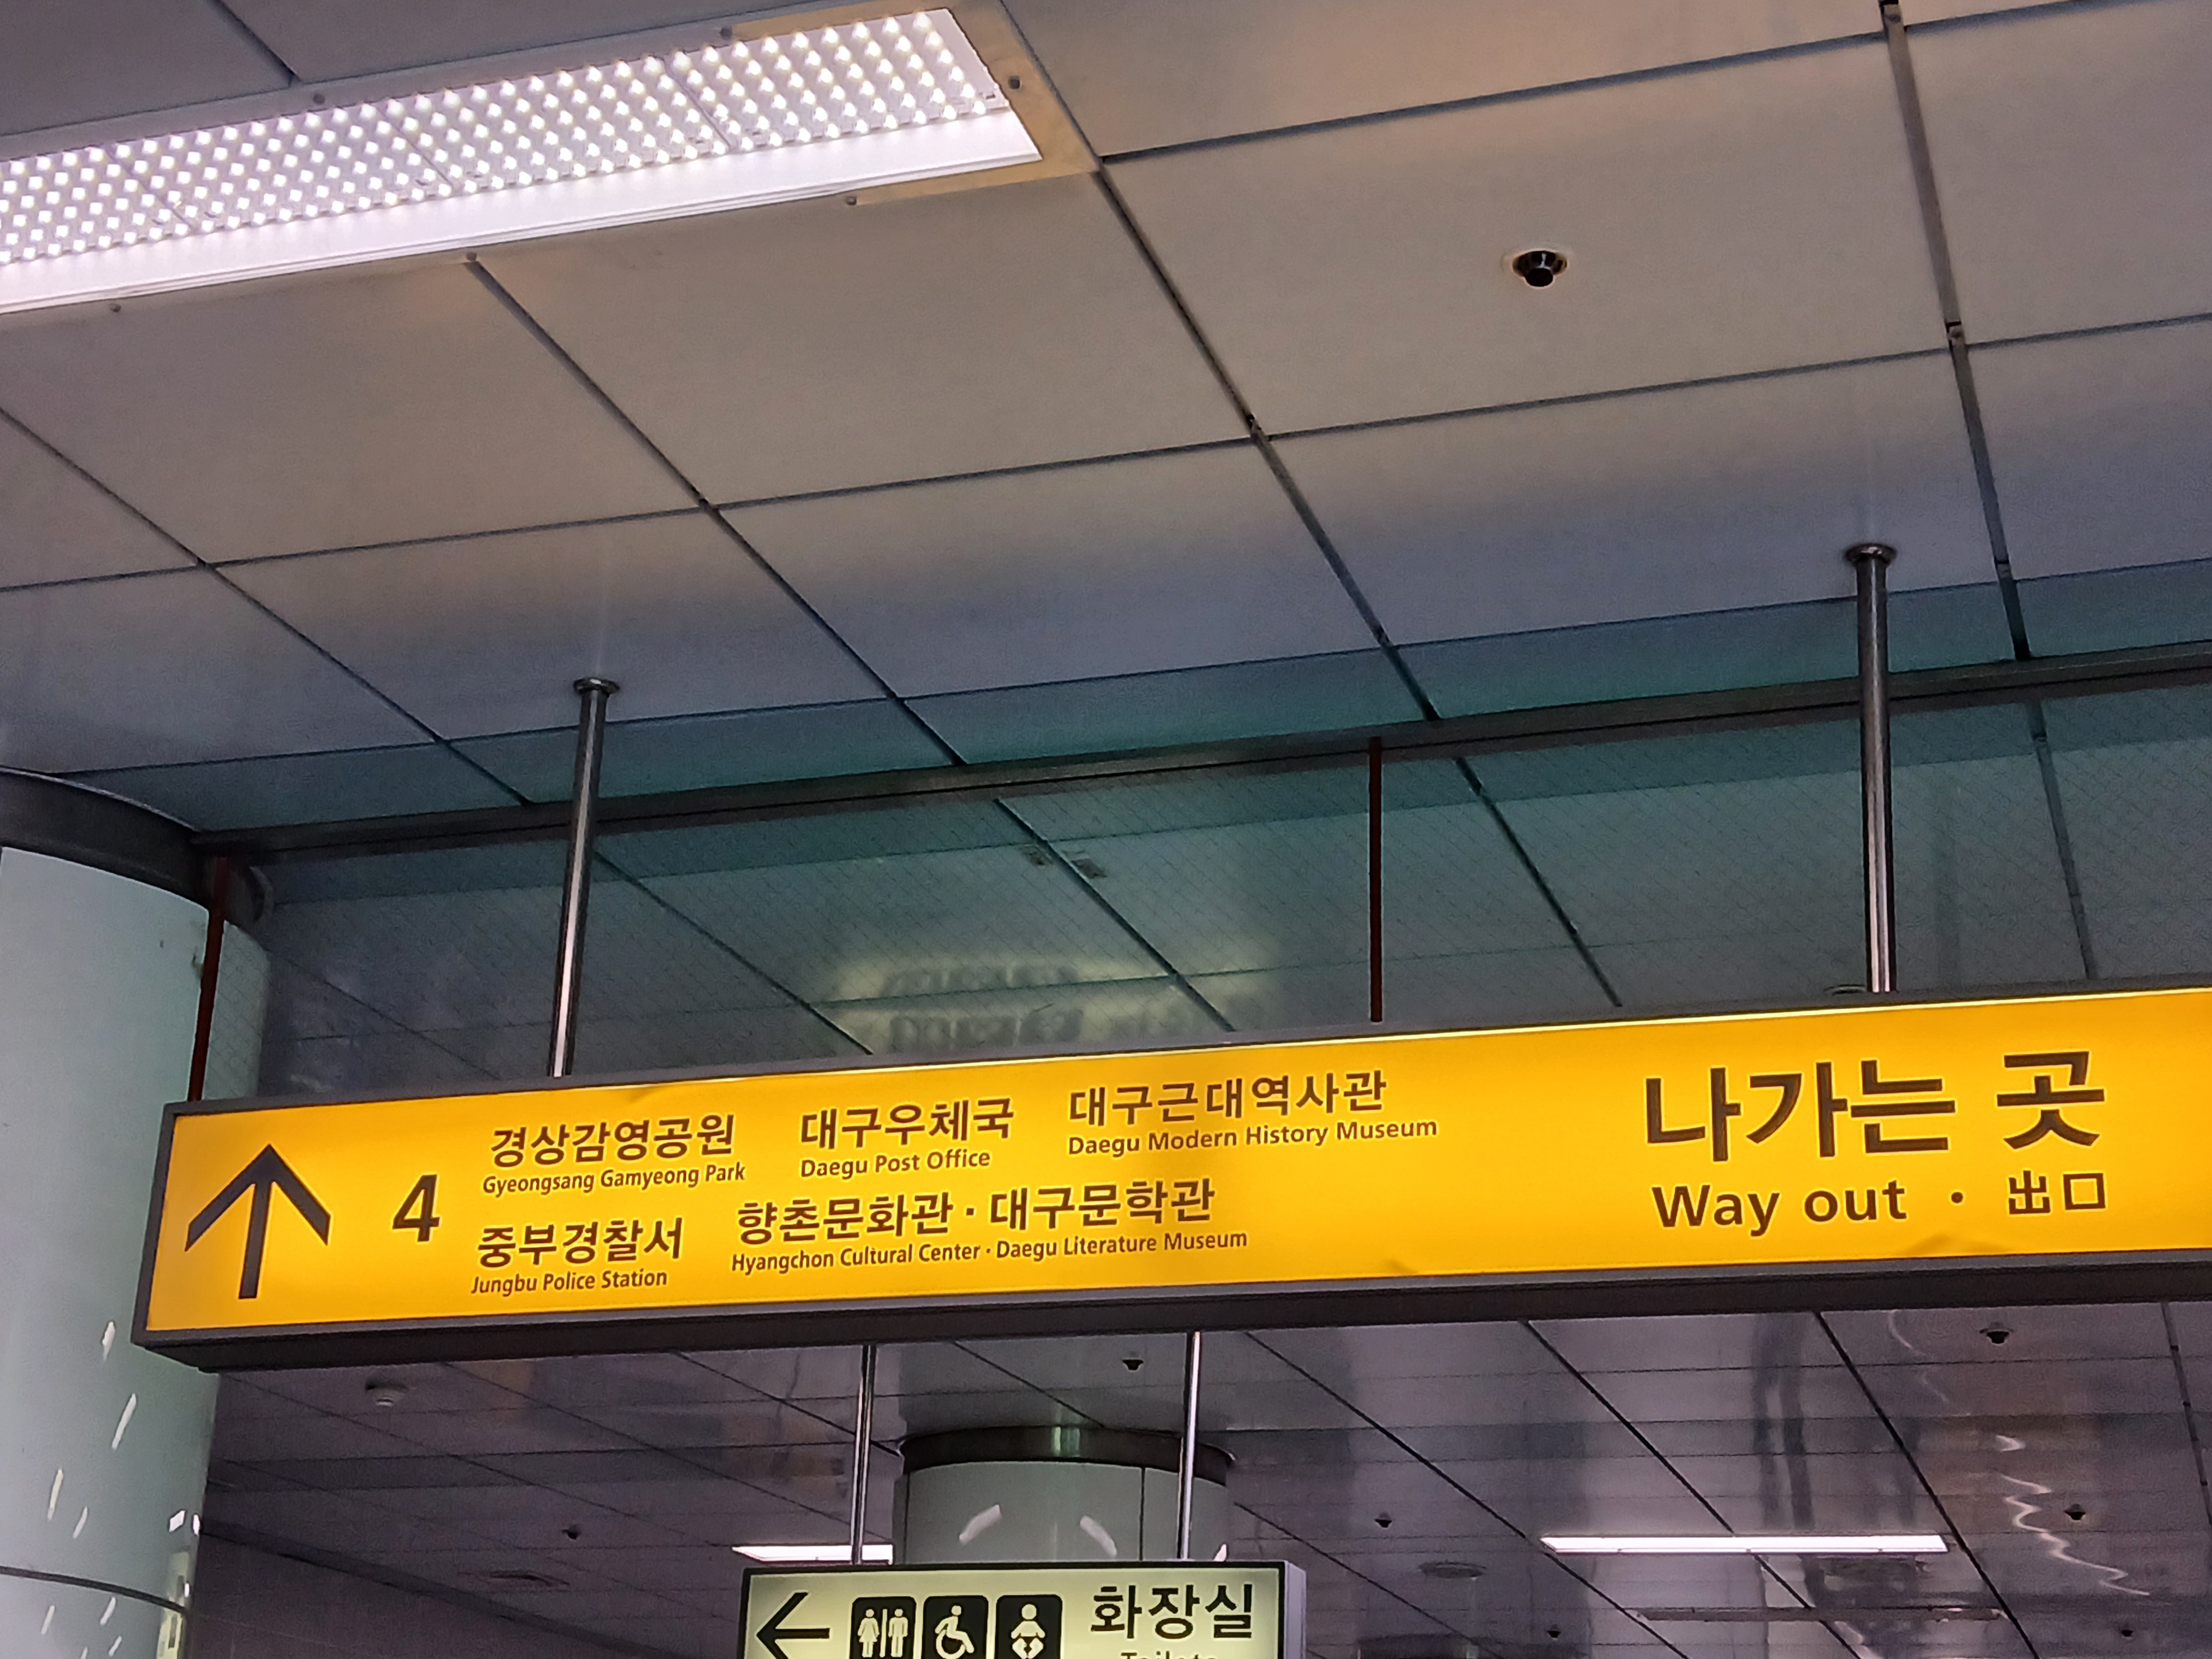 4
경상감영공원 대구우체국 대구근대역사관
Gyeongsang Gamyeong Park Daegu Post Office Daegu Modern History Museum
중부경찰서 향촌문화관 · 대구문학관
Jungbu Police Station Hyangchon Cultural Center · Daegu Literature Museum
나가는 곳
Way out · 出口
화장실
Toilets